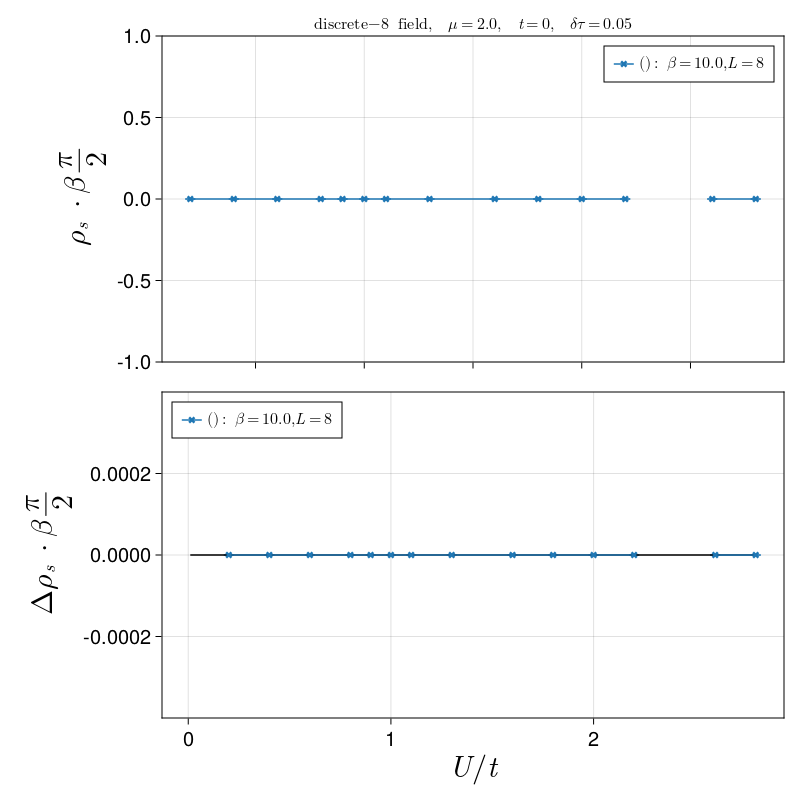 discrete−8 field, μ = 2.0, t = 0, δτ = 0.05
1.0
() : β = 10.0,L = 8
0.5
0.0
-0.5
-1.0
ρₛ · β π/2
() : β = 10.0,L = 8
0.0002
0.0000
-0.0002
Δρₛ · β π/2
0 1 2
U/t